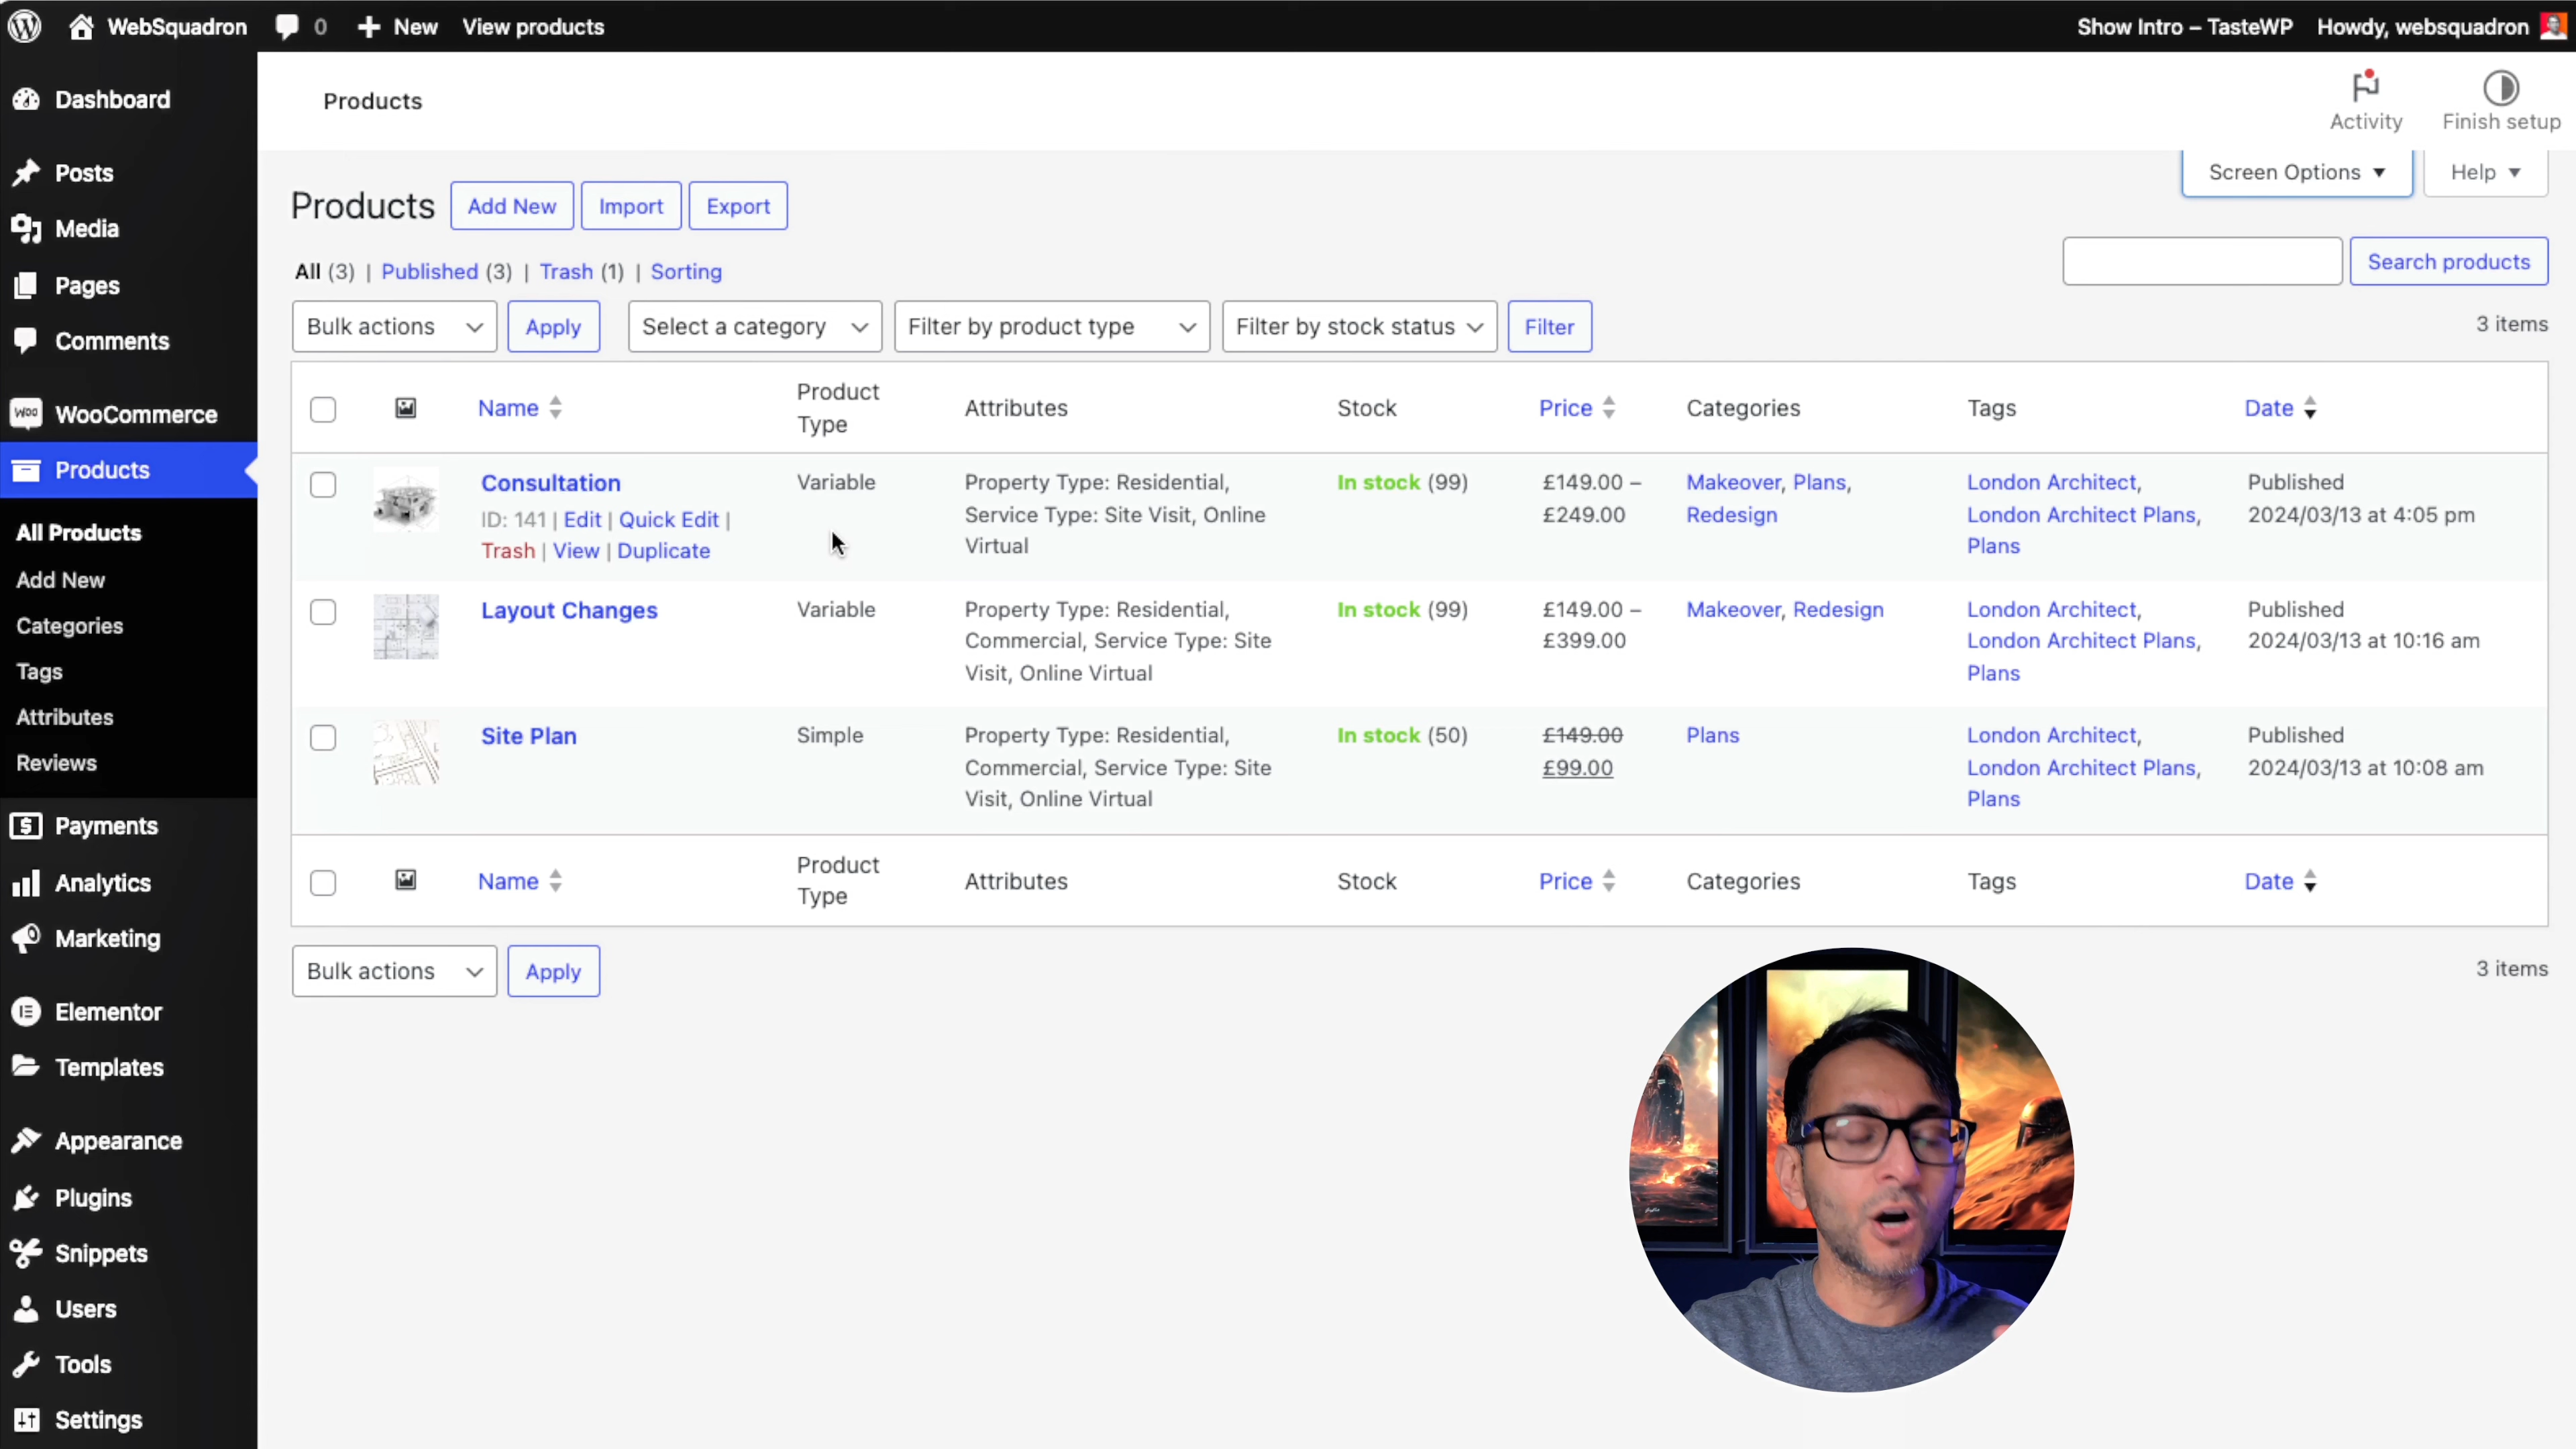 WebSquadron 0 New View products Show Intro – TasteWP Howdy, websquadron
Products
Activity
Finish setup
Screen Options
Help
Dashboard
Posts
Media
Pages
Comments
WooCommerce
Products
All Products
Add New
Categories
Tags
Attributes
Reviews
Payments
Analytics
Marketing
Elementor
Templates
Appearance
Plugins
Snippets
Users
Tools
Settings
Products Add New Import Export
All (3) | Published (3) | Trash (1) | Sorting
Search products
Bulk actions Apply Select a category Filter by product type Filter by stock status Filter
3 items
Name Product Type Attributes Stock Price Categories Tags Date
Consultation
ID: 141 | Edit | Quick Edit |
Trash | View | Duplicate
Variable
Property Type: Residential,
Service Type: Site Visit, Online
Virtual
In stock (99)
£149.00 –
£249.00
Makeover, Plans,
Redesign
London Architect,
London Architect Plans,
Plans
Published
2024/03/13 at 4:05 pm
Layout Changes
Variable
Property Type: Residential,
Commercial, Service Type: Site
Visit, Online Virtual
In stock (99)
£149.00 –
£399.00
Makeover, Redesign
London Architect,
London Architect Plans,
Plans
Published
2024/03/13 at 10:16 am
Site Plan
Simple
Property Type: Residential,
Commercial, Service Type: Site
Visit, Online Virtual
In stock (50)
£149.00
£99.00
Plans
London Architect,
London Architect Plans,
Plans
Published
2024/03/13 at 10:08 am
Name Product Type Attributes Stock Price Categories Tags Date
Bulk actions Apply
3 items